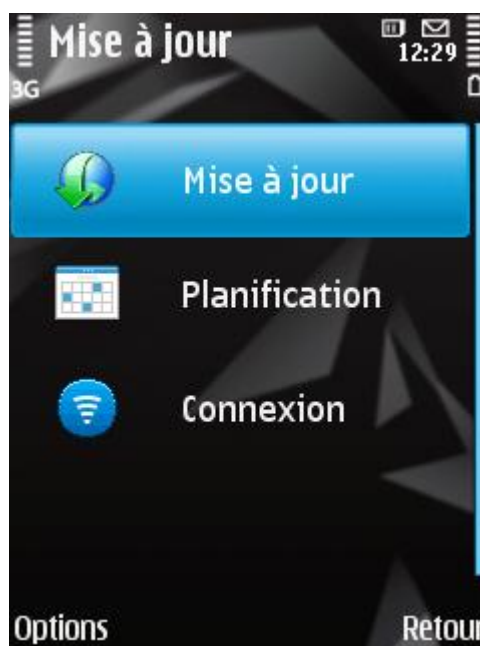 Mise à jour
12:29
3G
Mise à jour
Planification
Connexion
Options
Retour